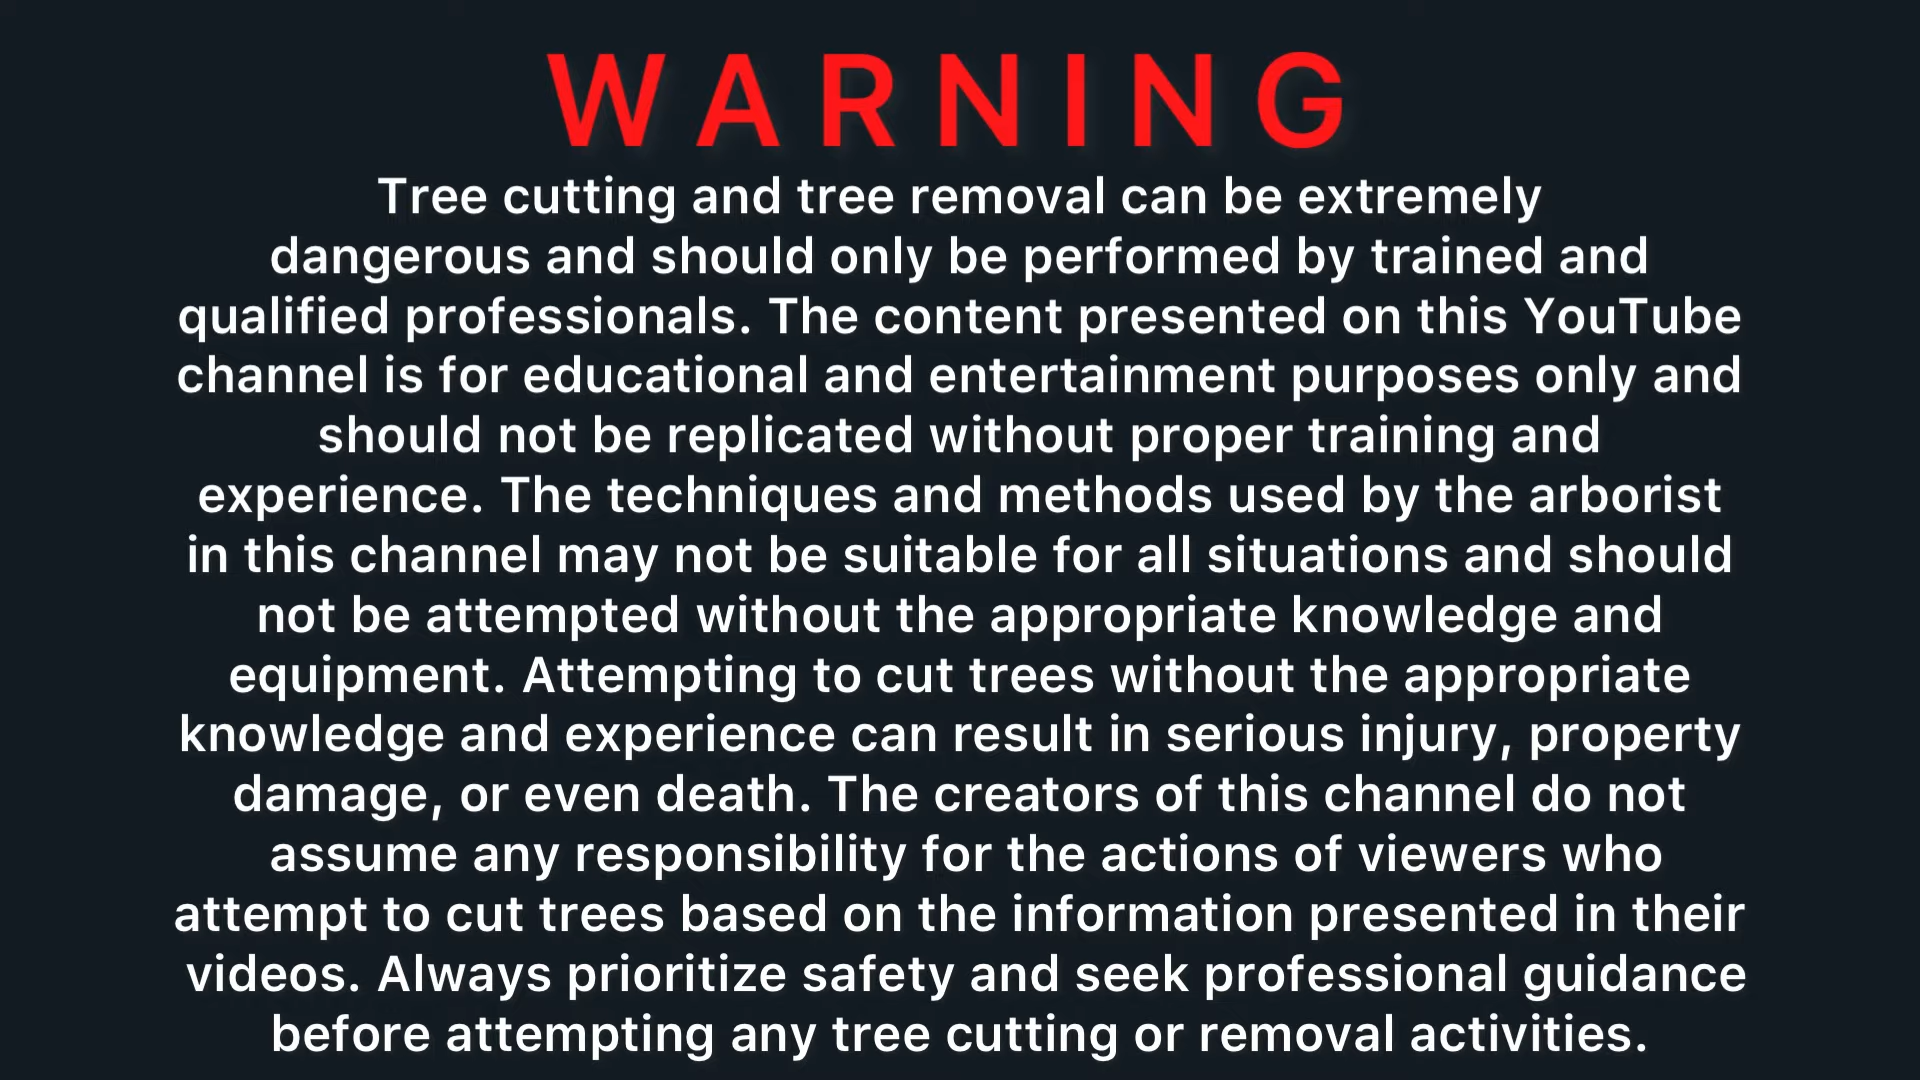 WARNING
Tree cutting and tree removal can be extremely
dangerous and should only be performed by trained and
qualified professionals. The content presented on this YouTube
channel is for educational and entertainment purposes only and
should not be replicated without proper training and
experience. The techniques and methods used by the arborist
in this channel may not be suitable for all situations and should
not be attempted without the appropriate knowledge and
equipment. Attempting to cut trees without the appropriate
knowledge and experience can result in serious injury, property
damage, or even death. The creators of this channel do not
assume any responsibility for the actions of viewers who
attempt to cut trees based on the information presented in their
videos. Always prioritize safety and seek professional guidance
before attempting any tree cutting or removal activities.